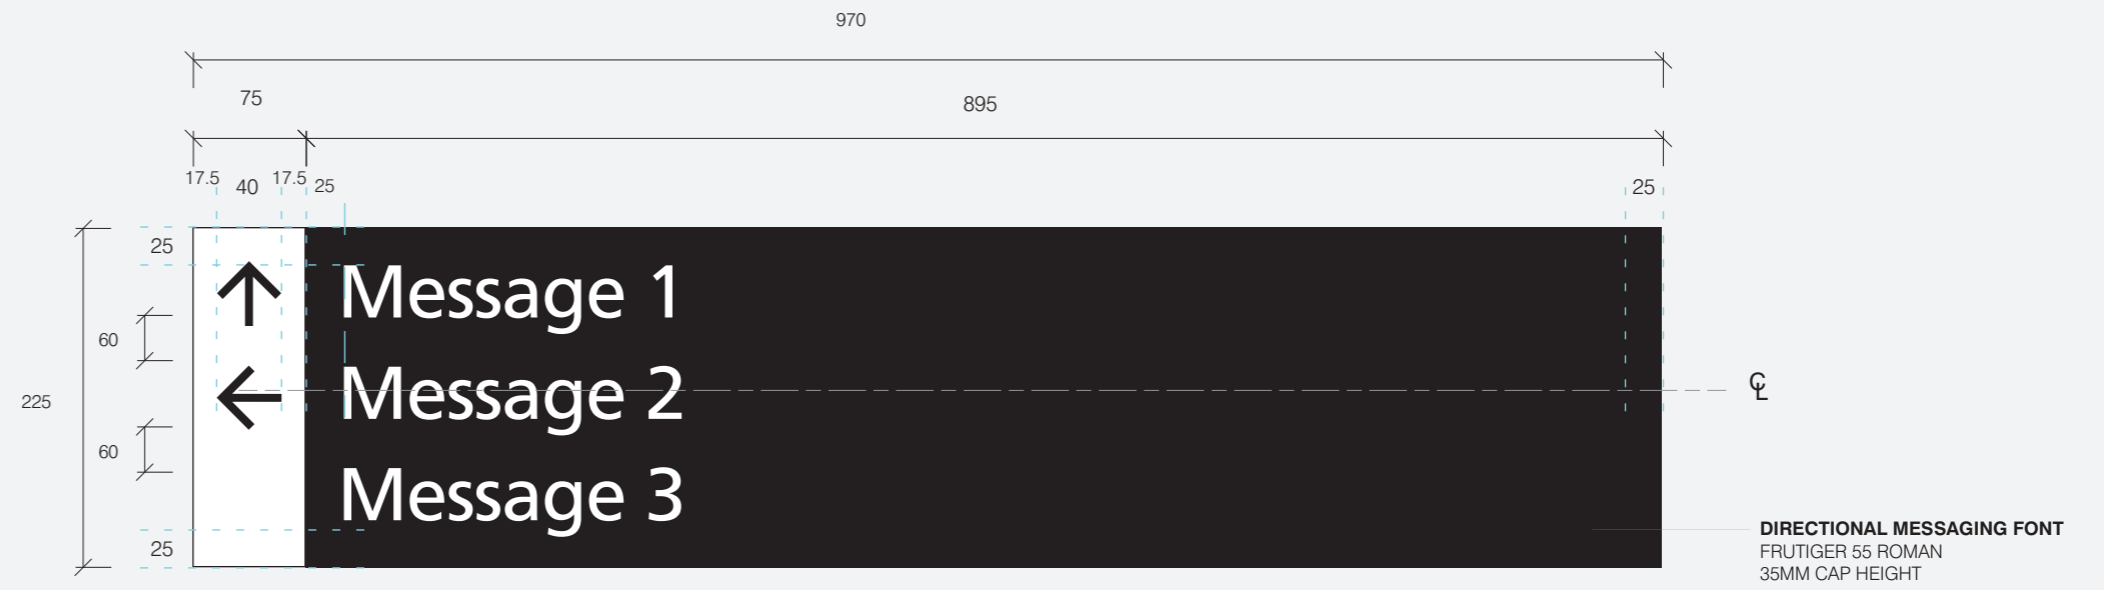 970
75
895
17.5
40
17.5
25
25
25
Message 1
60
Message 2
℄
225
60
Message 3
25
DIRECTIONAL MESSAGING FONT
FRUTIGER 55 ROMAN
35MM CAP HEIGHT